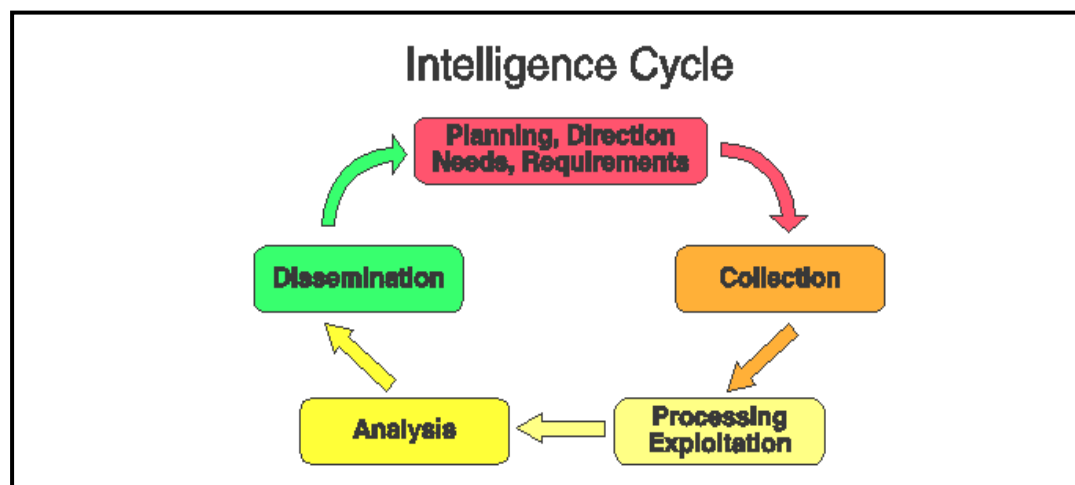 Intelligence Cycle
Planning, Direction
Needs, Requirements
Dissemination
Collection
Analysis
Processing
Exploitation